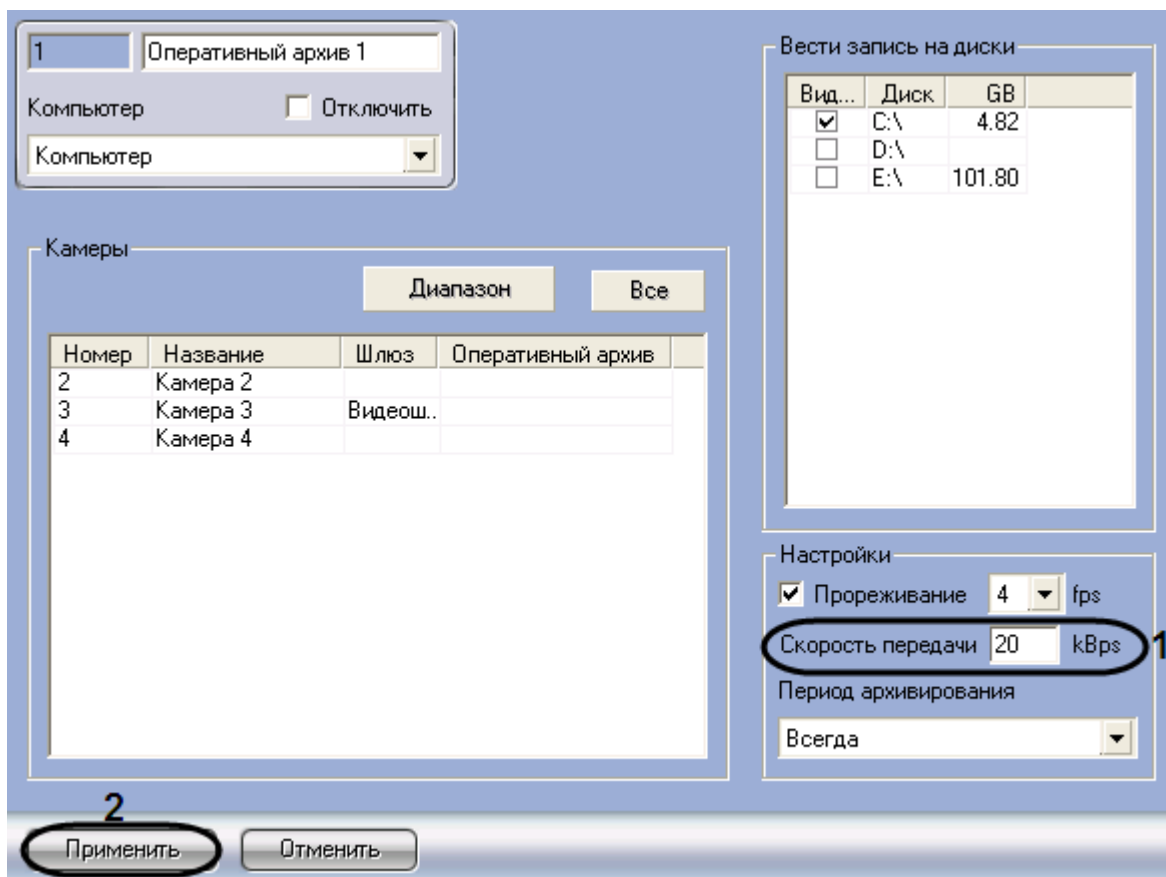 1 Оперативный архив 1
Компьютер Отключить
Компьютер
Вести запись на диски
Вид... Диск GB
C:\ 4.82
D:\
E:\ 101.80
Камеры
Диапазон Все
Номер Название Шлюз Оперативный архив
2 Камера 2
3 Камера 3 Видеош..
4 Камера 4
Настройки
Прореживание 4 fps
Скорость передачи 20 kBps 1
Период архивирования
Всегда
2
Применить Отменить